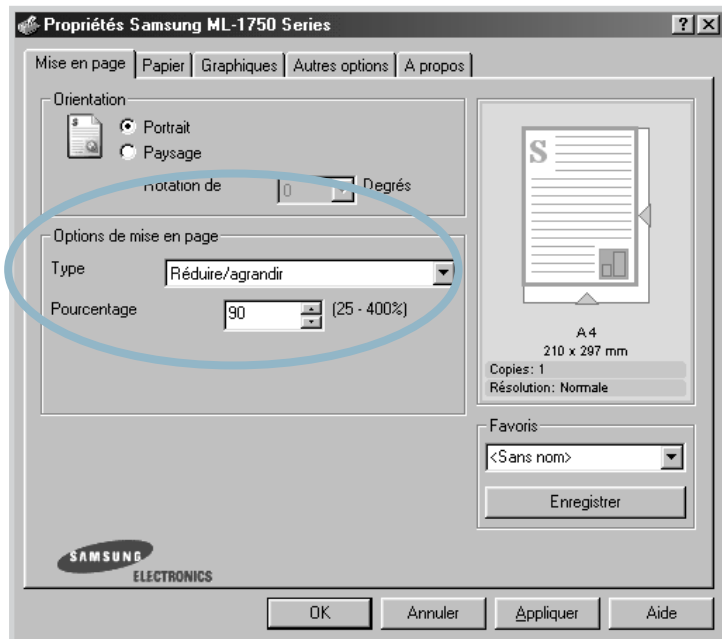 Propriétés Samsung ML-1750 Series
Mise en page Papier Graphiques Autres options A propos
Orientation
Portrait
Paysage
Rotation de 0 Degrés
Options de mise en page
Type Réduire/agrandir
Pourcentage 90 (25 - 400%)
S
A4
210 x 297 mm
Copies: 1
Résolution: Normale
Favoris
<Sans nom>
Enregistrer
SAMSUNG
ELECTRONICS
OK Annuler Appliquer Aide